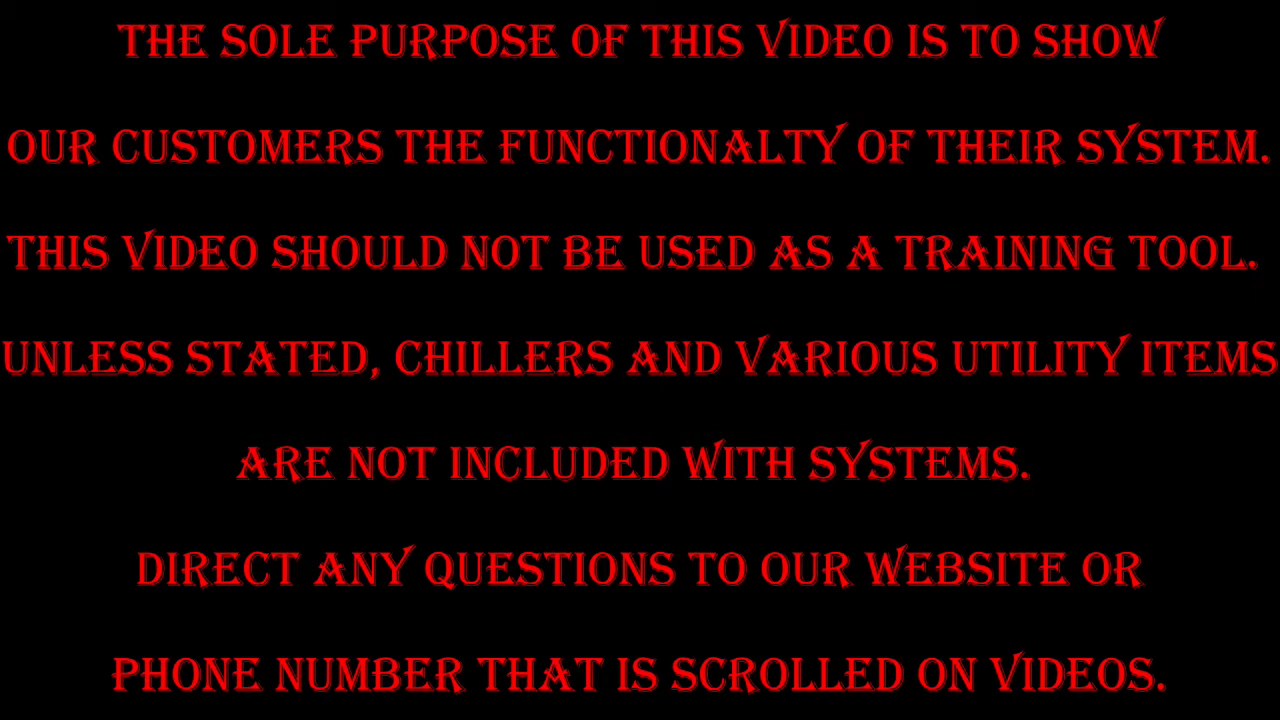 THE SOLE PURPOSE OF THIS VIDEO IS TO SHOW
OUR CUSTOMERS THE FUNCTIONALTY OF THEIR SYSTEM.
THIS VIDEO SHOULD NOT BE USED AS A TRAINING TOOL.
UNLESS STATED, CHILLERS AND VARIOUS UTILITY ITEMS
ARE NOT INCLUDED WITH SYSTEMS.
DIRECT ANY QUESTIONS TO OUR WEBSITE OR
PHONE NUMBER THAT IS SCROLLED ON VIDEOS.